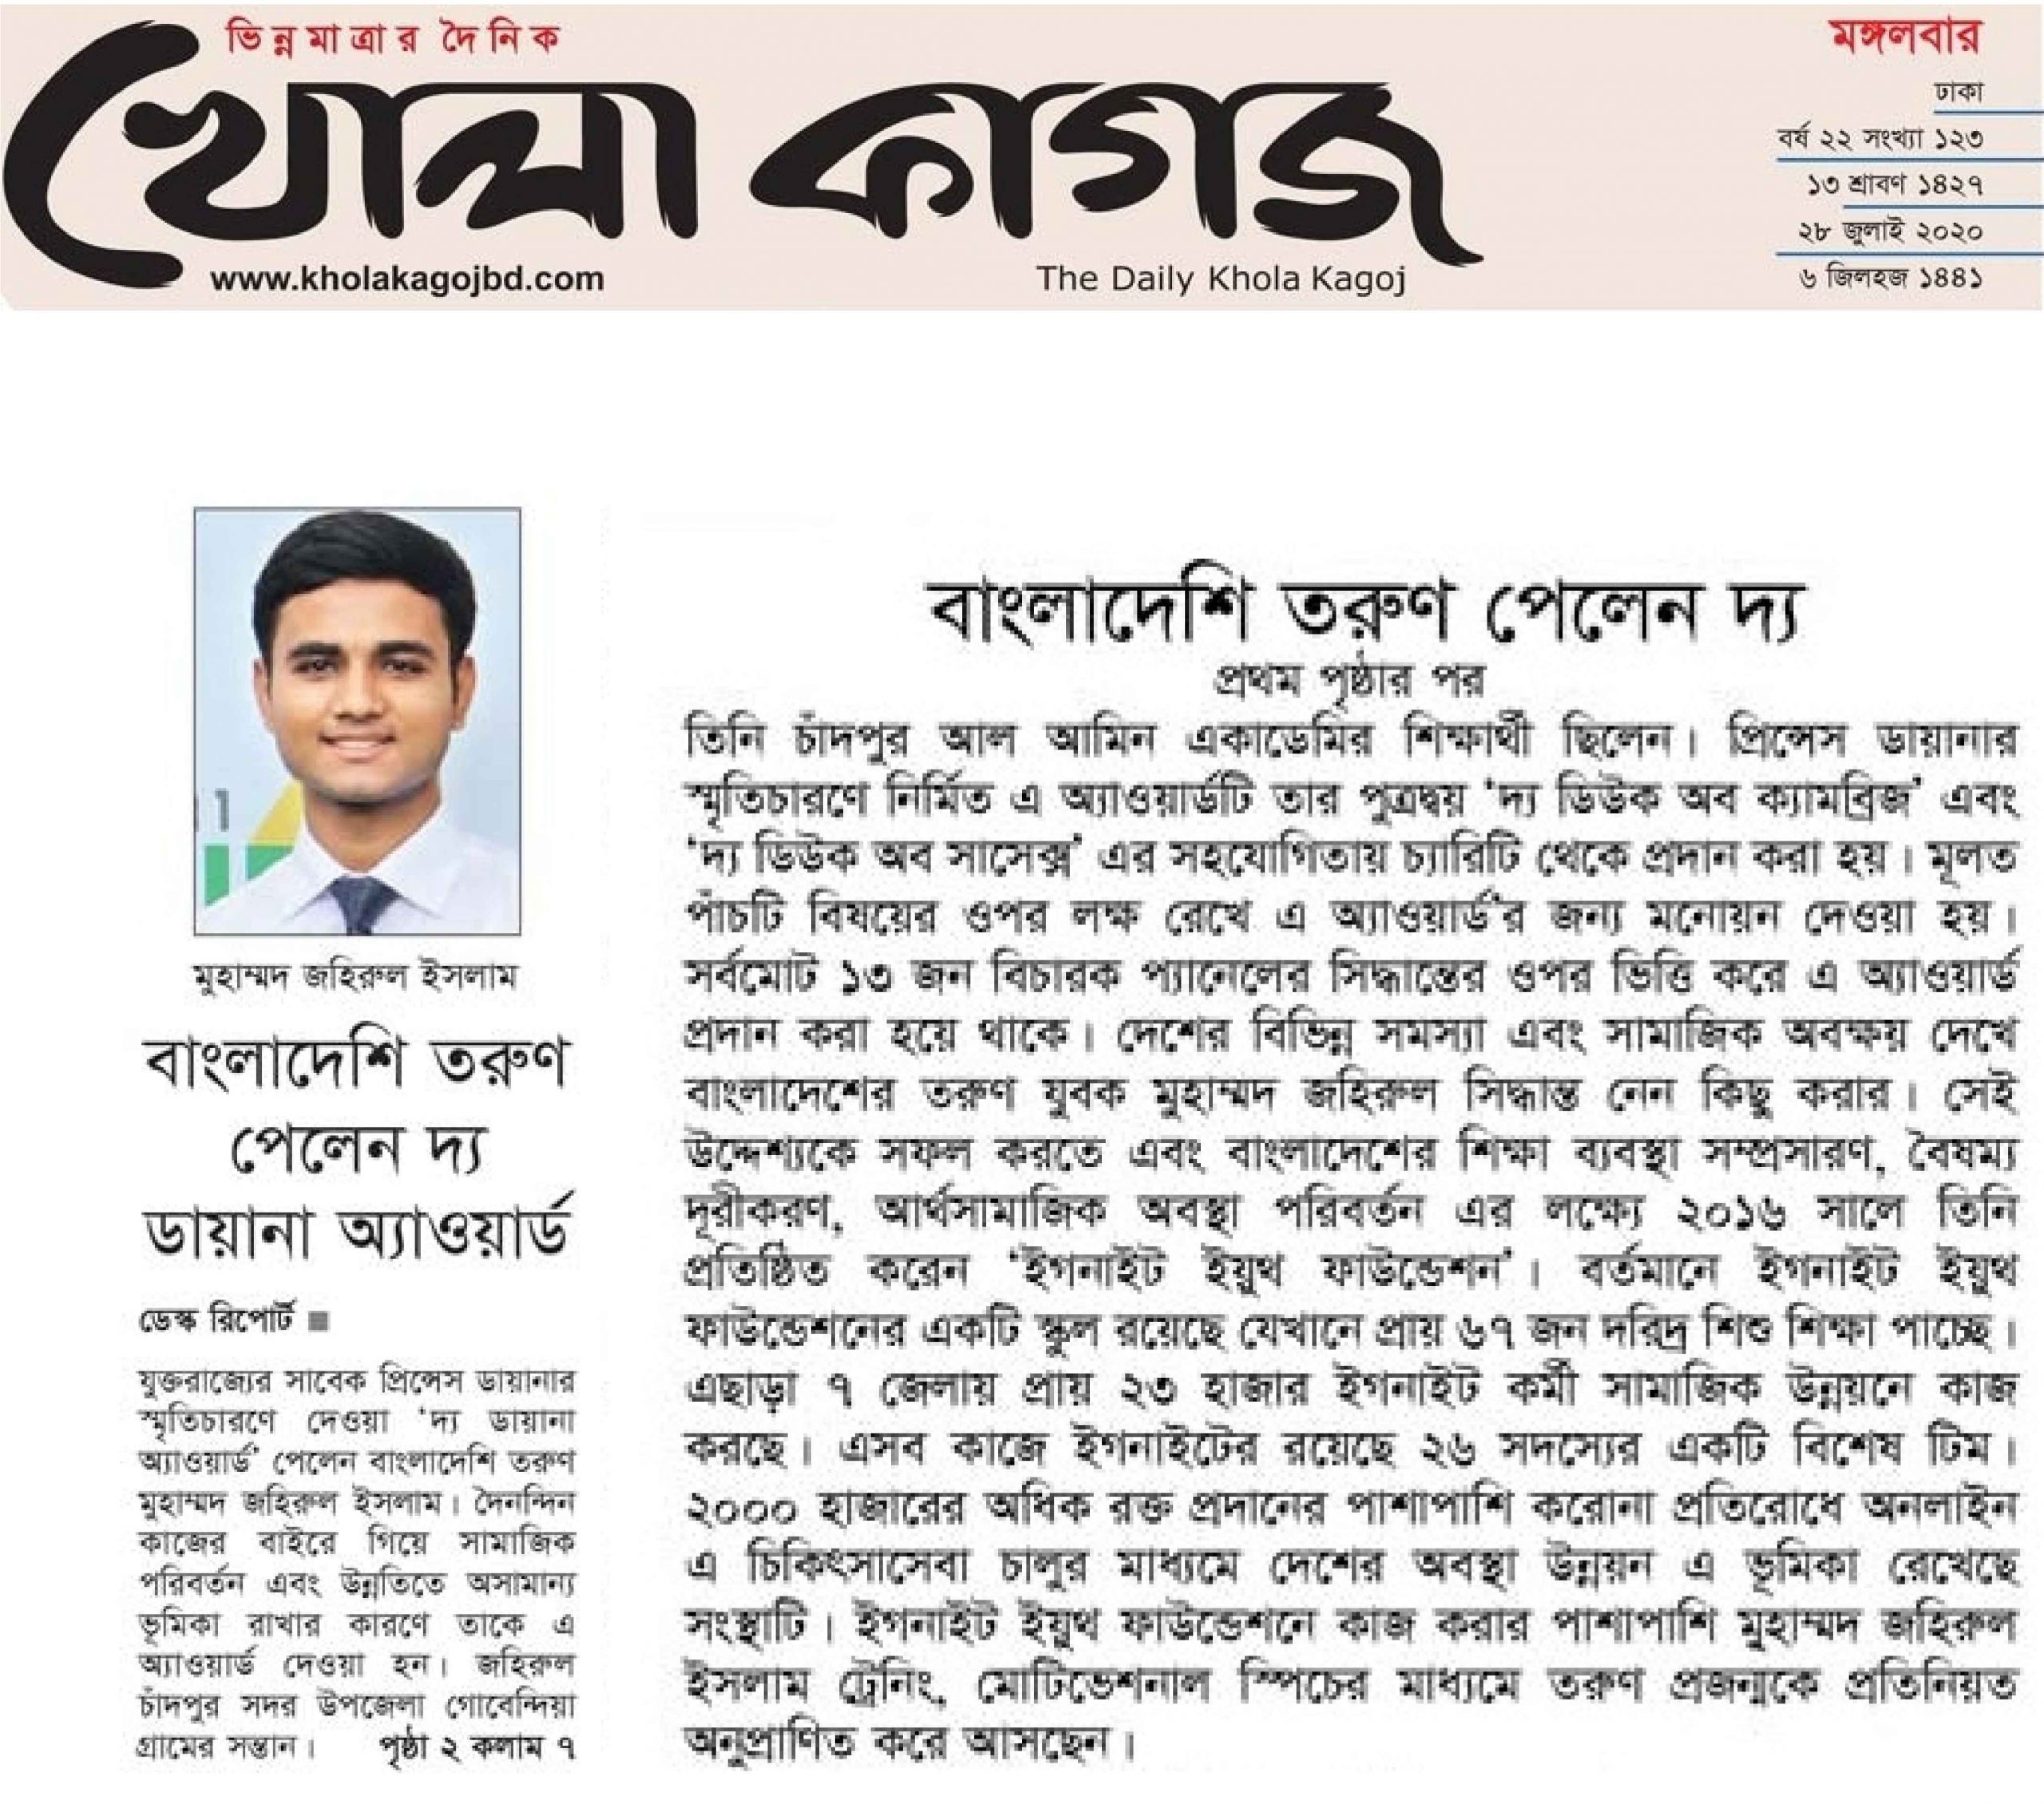 ভিন্নমাত্রার দৈনিক
খোলা কাগজ
www.kholakagojbd.com
The Daily Khola Kagoj
মঙ্গলবার
ঢাকা
বর্ষ ২২ সংখ্যা ১২৩
১৩ শ্রাবণ ১৪২৭
২৮ জুলাই ২০২০
৬ জিলহজ ১৪৪১
মুহাম্মদ জহিরুল ইসলাম
বাংলাদেশি তরুণ
পেলেন দ্য
ডায়ানা অ্যাওয়ার্ড
ডেস্ক রিপোর্ট
যুক্তরাজ্যের সাবেক প্রিন্সেস ডায়ানার
স্মৃতিচারণে দেওয়া ‘দ্য ডায়ানা
অ্যাওয়ার্ড’ পেলেন বাংলাদেশি তরুণ
মুহাম্মদ জহিরুল ইসলাম। দৈনন্দিন
কাজের বাইরে গিয়ে সামাজিক
পরিবর্তন এবং উন্নতিতে অসামান্য
ভূমিকা রাখার কারণে তাকে এ
অ্যাওয়ার্ড দেওয়া হন। জহিরুল
চাঁদপুর সদর উপজেলা গোবেন্দিয়া
গ্রামের সন্তান। পৃষ্ঠা ২ কলাম ৭
বাংলাদেশি তরুণ পেলেন দ্য
প্রথম পৃষ্ঠার পর
তিনি চাঁদপুর আল আমিন একাডেমির শিক্ষার্থী ছিলেন। প্রিন্সেস ডায়ানার
স্মৃতিচারণে নির্মিত এ অ্যাওয়ার্ডটি তার পুত্রদ্বয় ‘দ্য ডিউক অব ক্যামব্রিজ’ এবং
‘দ্য ডিউক অব সাসেক্স’ এর সহযোগিতায় চ্যারিটি থেকে প্রদান করা হয়। মূলত
পাঁচটি বিষয়ের ওপর লক্ষ রেখে এ অ্যাওয়ার্ড’র জন্য মনোয়ন দেওয়া হয়।
সর্বমোট ১৩ জন বিচারক প্যানেলের সিদ্ধান্তের ওপর ভিত্তি করে এ অ্যাওয়ার্ড
প্রদান করা হয়ে থাকে। দেশের বিভিন্ন সমস্যা এবং সামাজিক অবক্ষয় দেখে
বাংলাদেশের তরুণ যুবক মুহাম্মদ জহিরুল সিদ্ধান্ত নেন কিছু করার। সেই
উদ্দেশ্যকে সফল করতে এবং বাংলাদেশের শিক্ষা ব্যবস্থা সম্প্রসারণ, বৈষম্য
দূরীকরণ, আর্থসামাজিক অবস্থা পরিবর্তন এর লক্ষ্যে ২০১৬ সালে তিনি
প্রতিষ্ঠিত করেন ‘ইগনাইট ইয়ুথ ফাউন্ডেশন’। বর্তমানে ইগনাইট ইয়ুথ
ফাউন্ডেশনের একটি স্কুল রয়েছে যেখানে প্রায় ৬৭ জন দরিদ্র শিশু শিক্ষা পাচ্ছে।
এছাড়া ৭ জেলায় প্রায় ২৩ হাজার ইগনাইট কর্মী সামাজিক উন্নয়নে কাজ
করছে। এসব কাজে ইগনাইটের রয়েছে ২৬ সদস্যের একটি বিশেষ টিম।
২০০০ হাজারের অধিক রক্ত প্রদানের পাশাপাশি করোনা প্রতিরোধে অনলাইন
এ চিকিৎসাসেবা চালুর মাধ্যমে দেশের অবস্থা উন্নয়ন এ ভূমিকা রেখেছে
সংস্থাটি। ইগনাইট ইয়ুথ ফাউন্ডেশনে কাজ করার পাশাপাশি মুহাম্মদ জহিরুল
ইসলাম ট্রেনিং, মোটিভেশনাল স্পিচের মাধ্যমে তরুণ প্রজন্মকে প্রতিনিয়ত
অনুপ্রাণিত করে আসছেন।